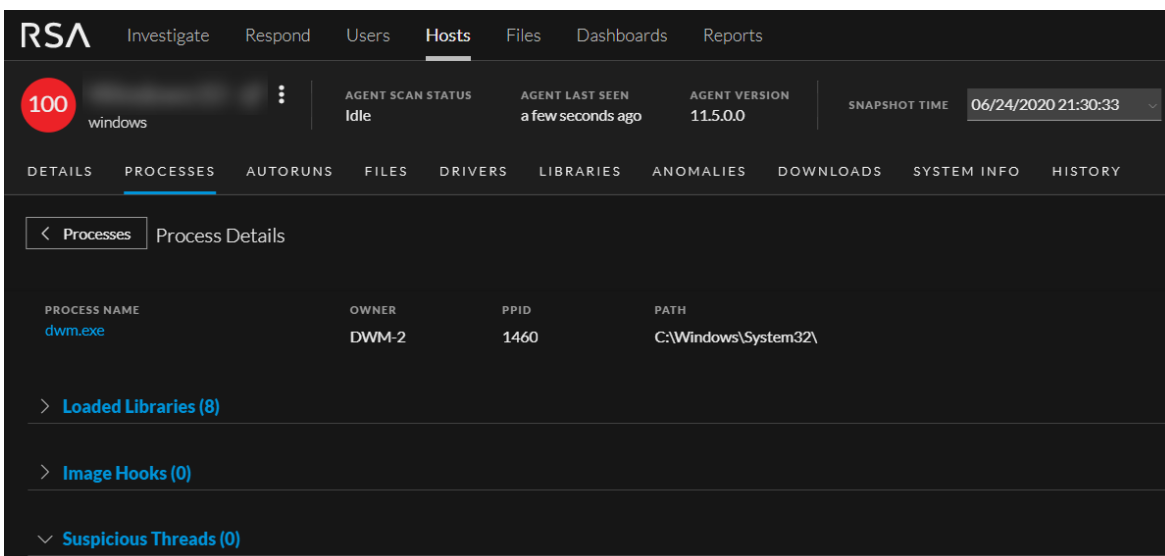 RSA Investigate Respond Users Hosts Files Dashboards Reports
100 windows
AGENT SCAN STATUS AGENT LAST SEEN AGENT VERSION SNAPSHOT TIME 06/24/2020 21:30:33
Idle a few seconds ago 11.5.0.0
DETAILS PROCESSES AUTORUNS FILES DRIVERS LIBRARIES ANOMALIES DOWNLOADS SYSTEM INFO HISTORY
Processes Process Details
PROCESS NAME OWNER PPID PATH
dwm.exe DWM-2 1460 C:\Windows\System32\
Loaded Libraries (8)
Image Hooks (0)
Suspicious Threads (0)